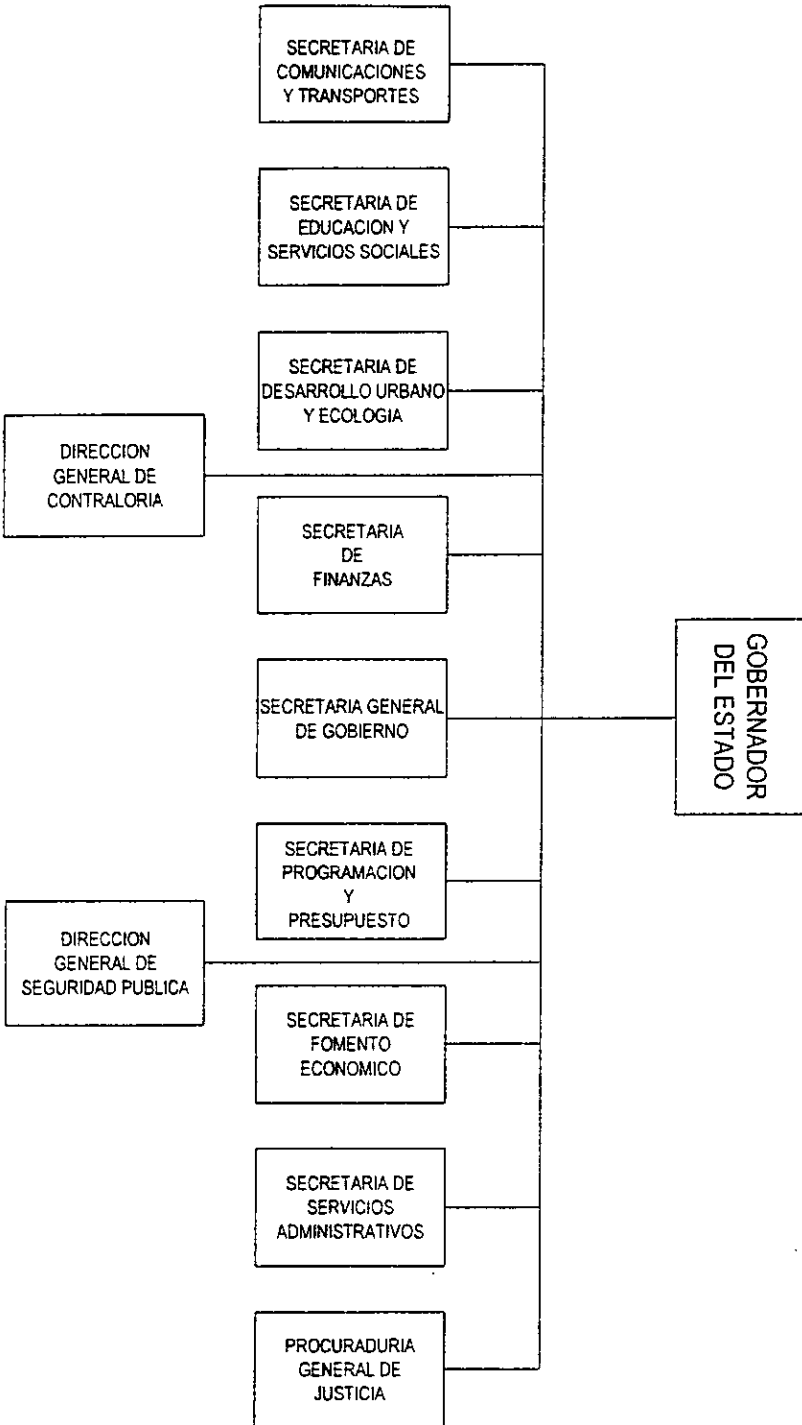 SECRETARIA DE
COMUNICACIONES
Y TRANSPORTES
SECRETARIA DE
EDUCACION Y
SERVICIOS SOCIALES
SECRETARIA DE
DESARROLLO URBANO
Y ECOLOGIA
DIRECCION
GENERAL DE
CONTRALORIA
SECRETARIA
DE
FINANZAS
GOBERNADOR
DEL ESTADO
SECRETARIA GENERAL
DE GOBIERNO
SECRETARIA DE
PROGRAMACION
Y
PRESUPUESTO
DIRECCION
GENERAL DE
SEGURIDAD PUBLICA
SECRETARIA DE
FOMENTO
ECONOMICO
SECRETARIA DE
SERVICIOS
ADMINISTRATIVOS
PROCURADURIA
GENERAL DE
JUSTICIA